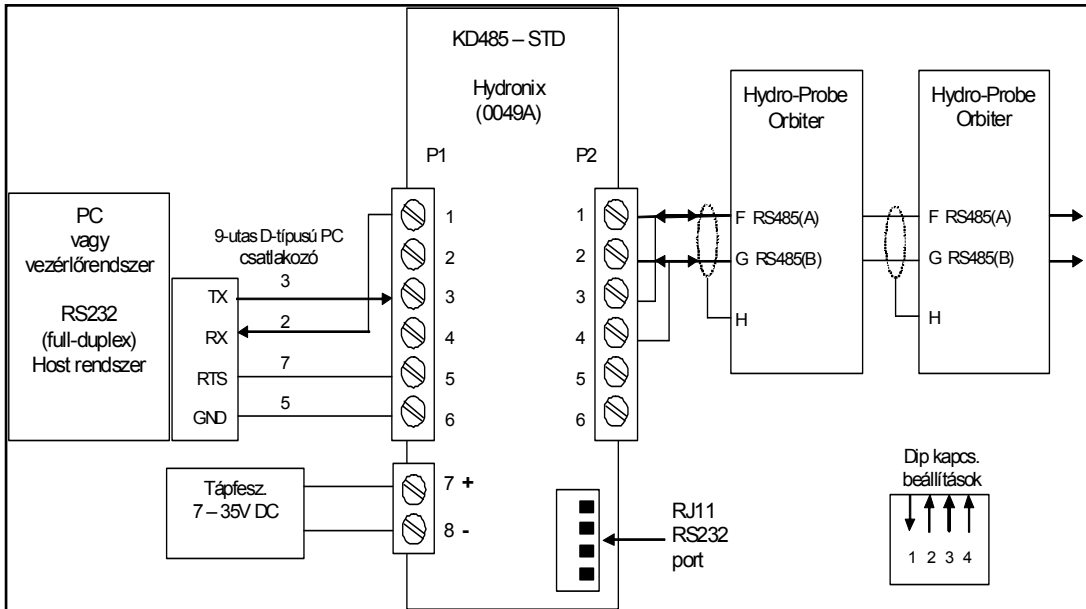 KD485 – STD
Hydronix
(0049A)
P1
P2
PC
vagy
vezérlőrendszer
RS232
(full-duplex)
Host rendszer
9-utas D-típusú PC
csatlakozó
TX
3
RX
2
RTS
7
GND
5
1
2
3
4
5
6
1
2
3
4
5
6
Hydro-Probe
Orbiter
F RS485(A)
G RS485(B)
H
Hydro-Probe
Orbiter
F RS485(A)
G RS485(B)
H
Tápfesz.
7 – 35V DC
7 +
8 -
RJ11
RS232
port
Dip kapcs.
beállítások
1 2 3 4